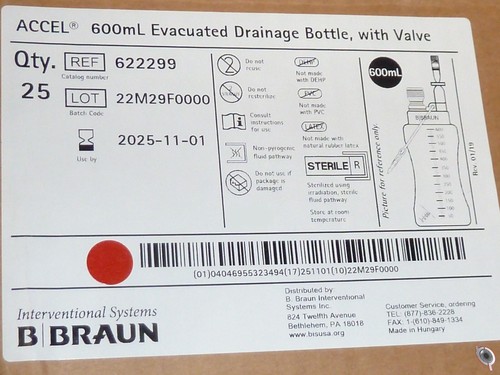 ACCEL® 600mL Evacuated Drainage Bottle, with Valve
Qty.
25
REF 622299
Catalog number
LOT 22M29F0000
Batch Code
2025-11-01
Use by
Do not
reuse
Do not
resterilize
Consult
instructions
for use
Non-pyrogenic
fluid pathway
Do not use if
package is
damaged
DEHP
Not made
with DEHP
PVC
Not made
with PVC
LATEX
Not made with
natural rubber latex
STERILE R
Sterilized using
irradiation, sterile
fluid pathway
Store at room
temperature
600mL
B|BRAUN
Picture for reference only.
Rev. 01/19
(01)04046955323494(17)251101(10)22M29F0000
Interventional Systems
B|BRAUN
Distributed by:
B. Braun Interventional
Systems Inc.
824 Twelfth Avenue
Bethlehem, PA 18018
www.bisusa.org
Customer Service, ordering
TEL: (877)-836-2228
FAX: 1-(610)-849-1334
Made in Hungary